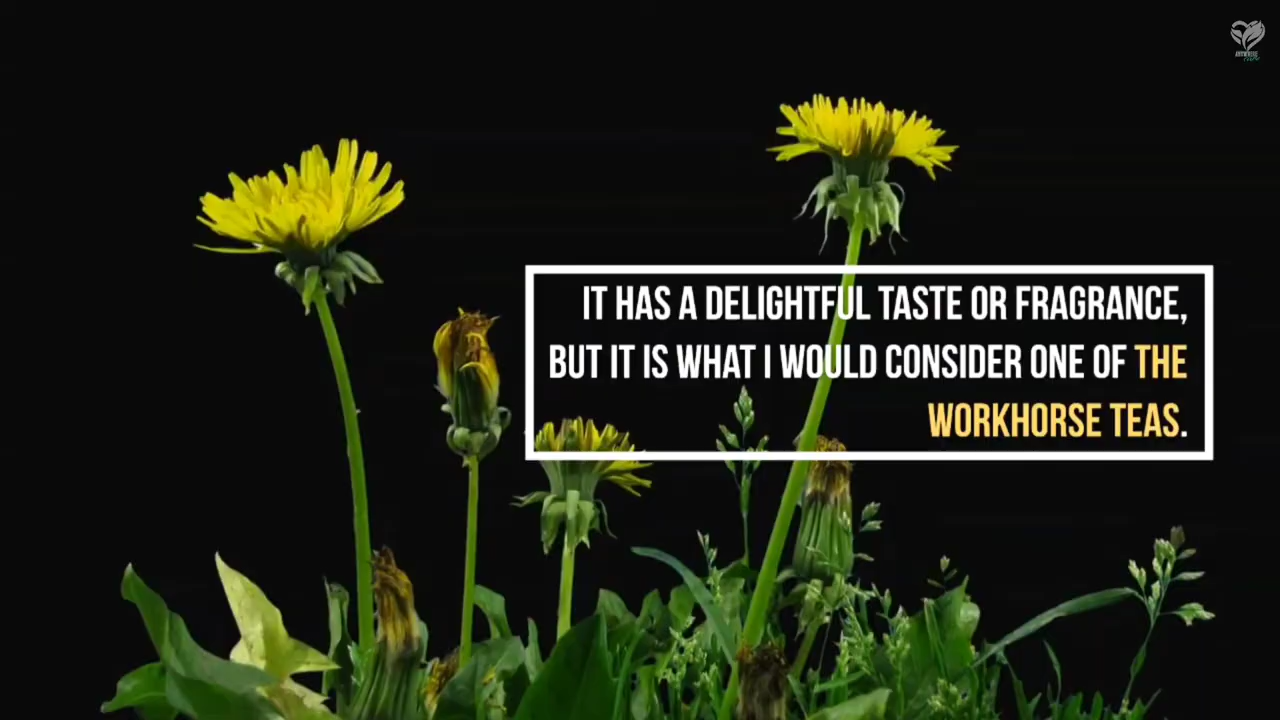 IT HAS A DELIGHTFUL TASTE OR FRAGRANCE,
BUT IT IS WHAT I WOULD CONSIDER ONE OF THE
WORKHORSE TEAS.